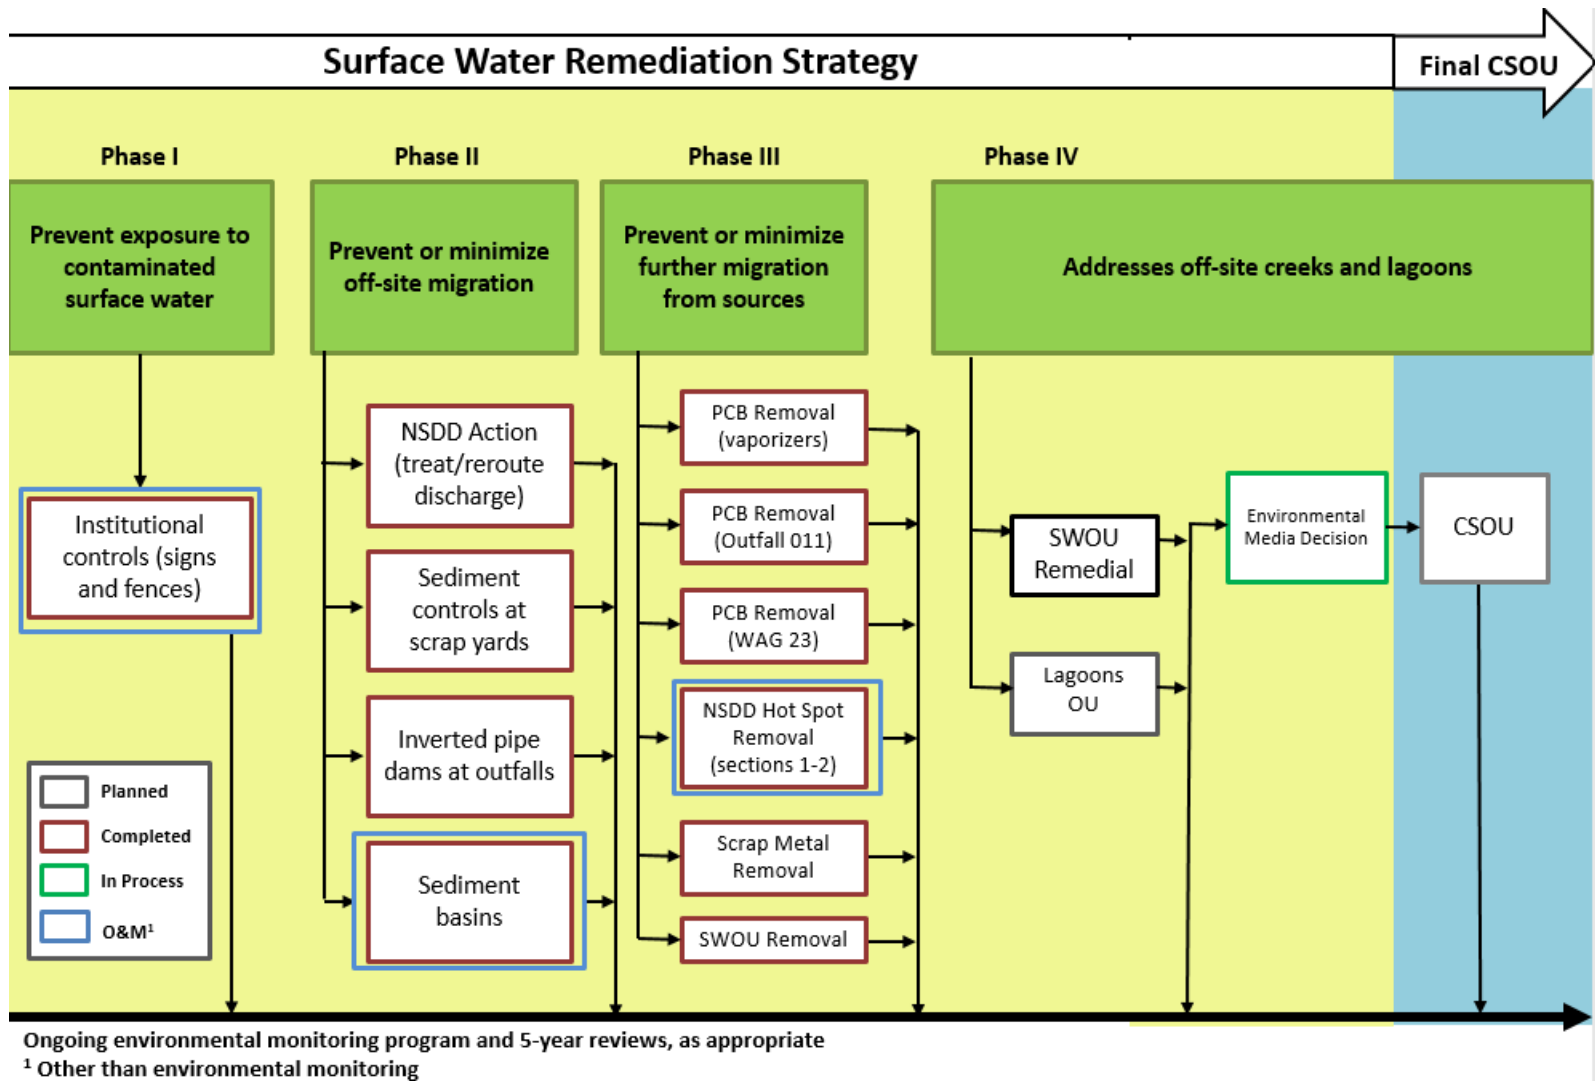 Surface Water Remediation Strategy
Final CSOU
Phase I
Phase II
Phase III
Phase IV
Prevent exposure to
contaminated
surface water
Prevent or minimize
off-site migration
Prevent or minimize
further migration
from sources
Addresses off-site creeks and lagoons
Institutional
controls (signs
and fences)
NSDD Action
(treat/reroute
discharge)
Sediment
controls at
scrap yards
Inverted pipe
dams at outfalls
Sediment
basins
PCB Removal
(vaporizers)
PCB Removal
(Outfall 011)
PCB Removal
(WAG 23)
NSDD Hot Spot
Removal
(sections 1-2)
Scrap Metal
Removal
SWOU Removal
SWOU
Remedial
Lagoons
OU
Environmental
Media Decision
CSOU
Planned
Completed
In Process
O&M¹
Ongoing environmental monitoring program and 5-year reviews, as appropriate
¹ Other than environmental monitoring